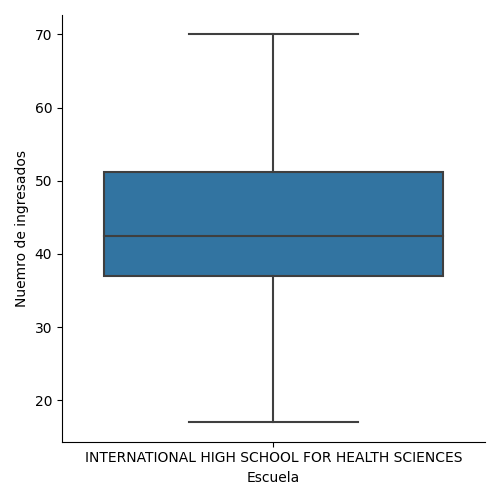 70
60
50
40
30
20
Nuemro de ingresados
INTERNATIONAL HIGH SCHOOL FOR HEALTH SCIENCES
Escuela